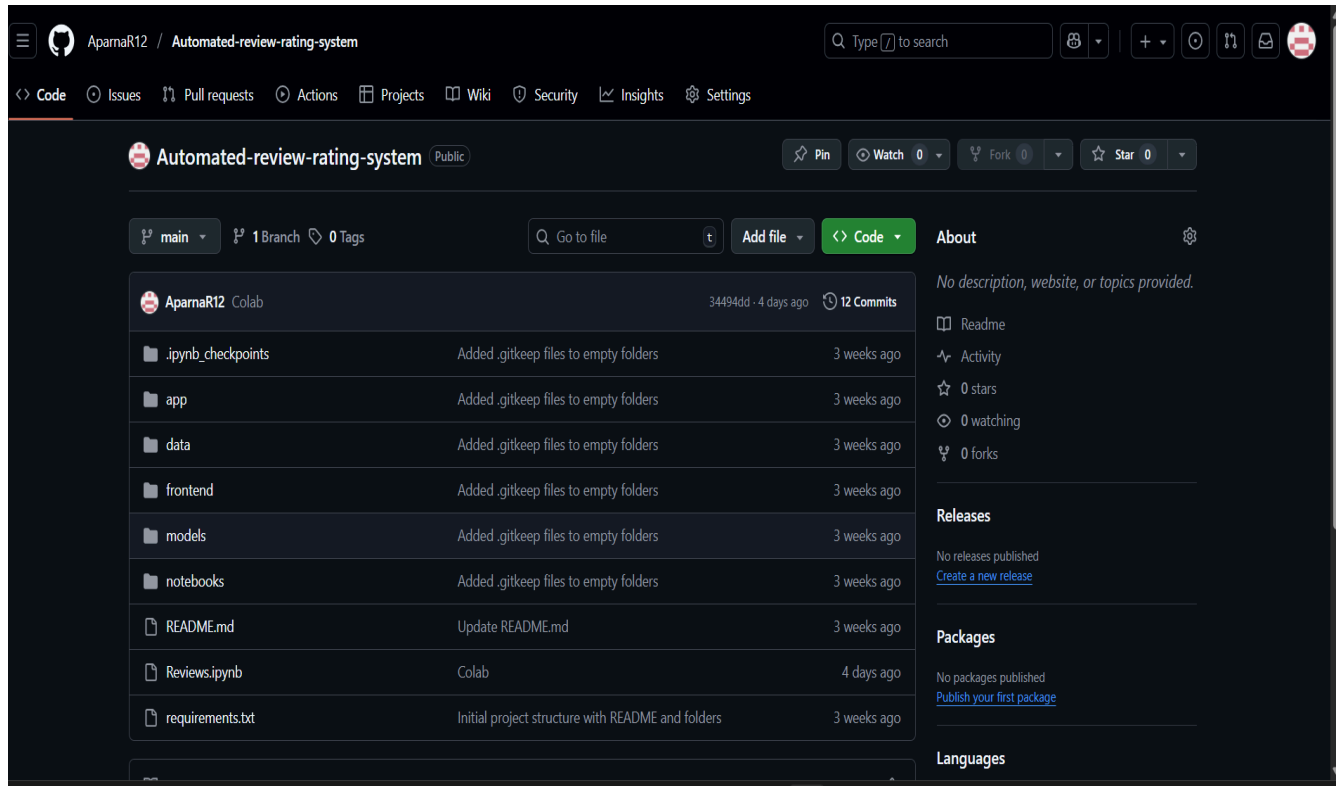 AparnaR12 / Automated-review-rating-system
Type / to search
Code Issues Pull requests Actions Projects Wiki Security Insights Settings
Automated-review-rating-system Public
Pin Watch 0 Fork 0 Star 0
main 1 Branch 0 Tags
Go to file t Add file Code
AparnaR12 Colab 34494dd · 4 days ago 12 Commits
.ipynb_checkpoints Added .gitkeep files to empty folders 3 weeks ago
app Added .gitkeep files to empty folders 3 weeks ago
data Added .gitkeep files to empty folders 3 weeks ago
frontend Added .gitkeep files to empty folders 3 weeks ago
models Added .gitkeep files to empty folders 3 weeks ago
notebooks Added .gitkeep files to empty folders 3 weeks ago
README.md Update README.md 3 weeks ago
Reviews.ipynb Colab 4 days ago
requirements.txt Initial project structure with README and folders 3 weeks ago
About
No description, website, or topics provided.
Readme
Activity
0 stars
0 watching
0 forks
Releases
No releases published
Create a new release
Packages
No packages published
Publish your first package
Languages